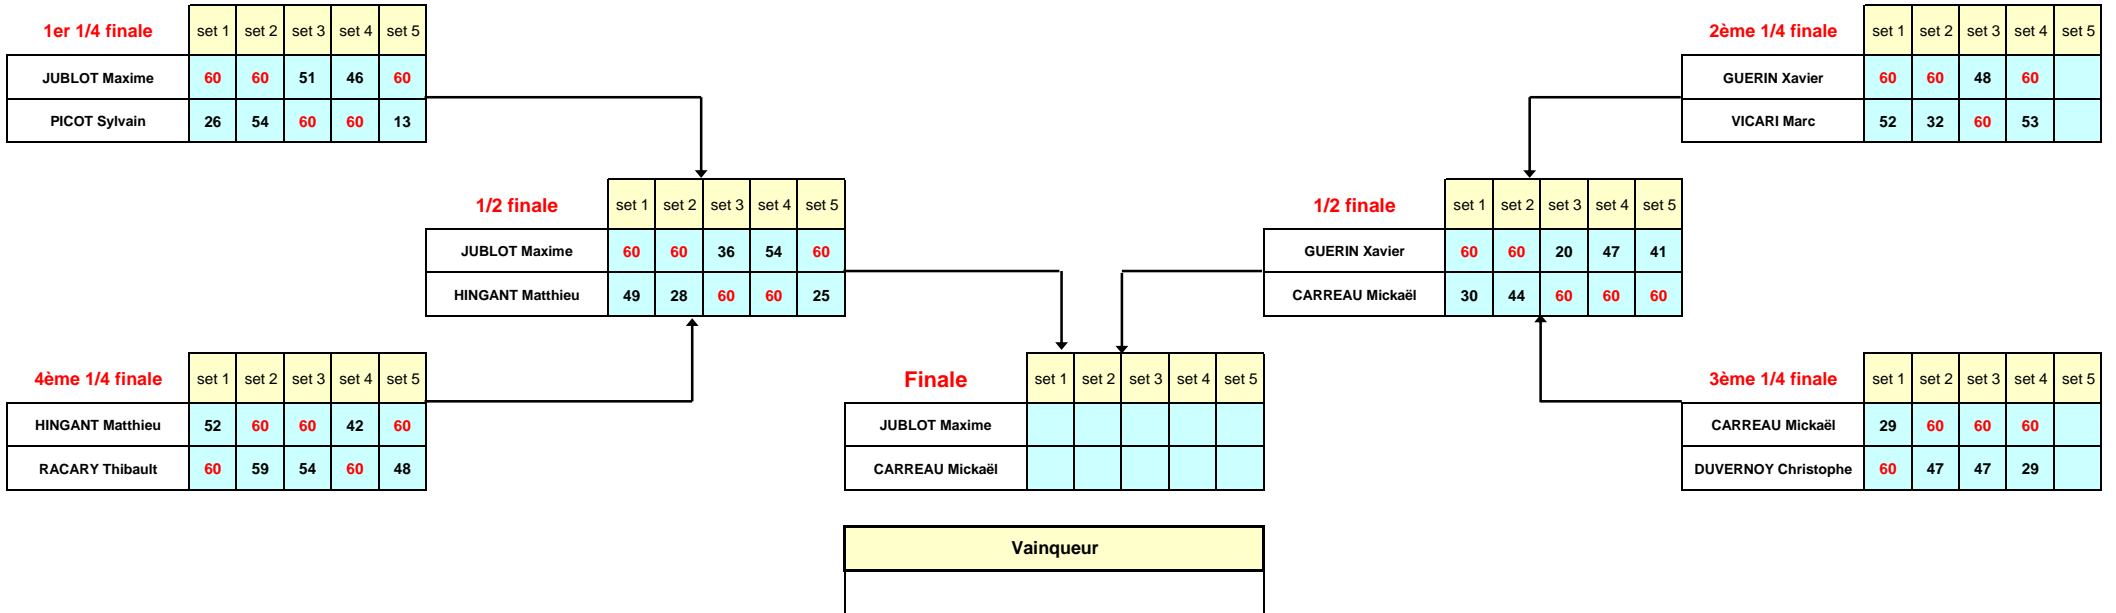 1er 1/4 finale set 1 set 2 set 3 set 4 set 5
JUBLOT Maxime 60 60 51 46 60
PICOT Sylvain 26 54 60 60 13
2ème 1/4 finale set 1 set 2 set 3 set 4 set 5
GUERIN Xavier 60 60 48 60
VICARI Marc 52 32 60 53
1/2 finale set 1 set 2 set 3 set 4 set 5
JUBLOT Maxime 60 60 36 54 60
HINGANT Matthieu 49 28 60 60 25
1/2 finale set 1 set 2 set 3 set 4 set 5
GUERIN Xavier 60 60 20 47 41
CARREAU Mickaël 30 44 60 60 60
4ème 1/4 finale set 1 set 2 set 3 set 4 set 5
HINGANT Matthieu 52 60 60 42 60
RACARY Thibault 60 59 54 60 48
Finale set 1 set 2 set 3 set 4 set 5
JUBLOT Maxime
CARREAU Mickaël
3ème 1/4 finale set 1 set 2 set 3 set 4 set 5
CARREAU Mickaël 29 60 60 60
DUVERNOY Christophe 60 47 47 29
Vainqueur